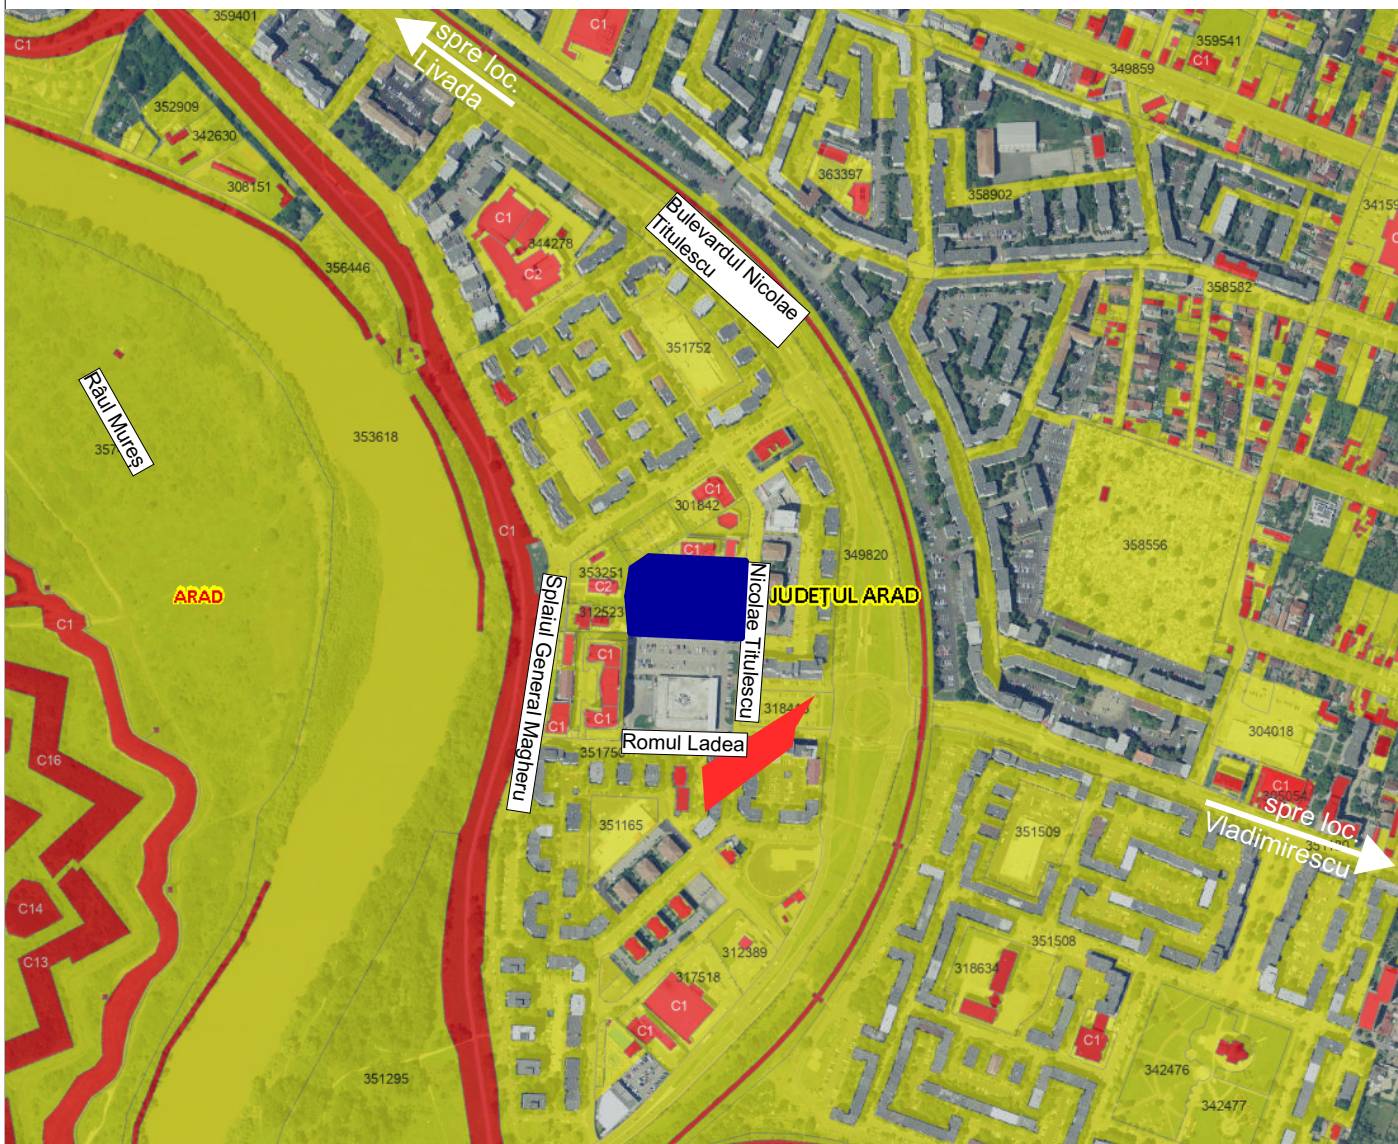 359401
C1
C1
359541
C1
349859
spre loc.
Livada
352909
342630
308151
363397
358902
C1
344278
C2
356446
Bulevardul Nicolae
Titulescu
358582
351752
Râul Mureș
353618
C1
301842
C1
358556
C1
353251
C2
312523
349820
ARAD
JUDEȚUL ARAD
Nicolae Titulescu
Splaiul General Magheru
C1
C1
C1
C1
Romul Ladea
304018
C16
C1
spre loc.
Vladimirescu
351165
351509
C14
C13
351508
312389
318634
317518
C1
C1
C1
351295
342476
342477